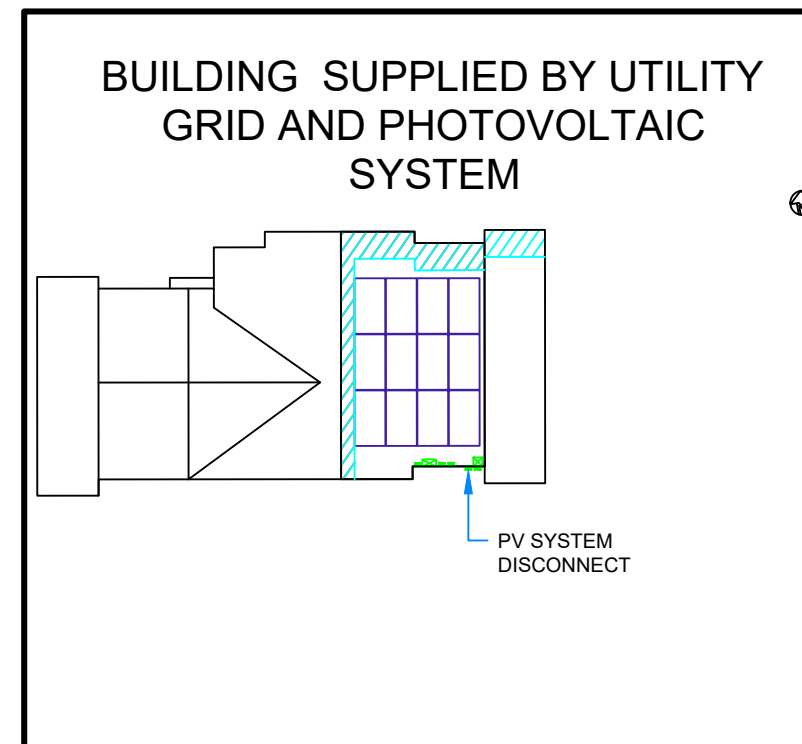 BUILDING SUPPLIED BY UTILITY
GRID AND PHOTOVOLTAIC
SYSTEM
PV SYSTEM
DISCONNECT